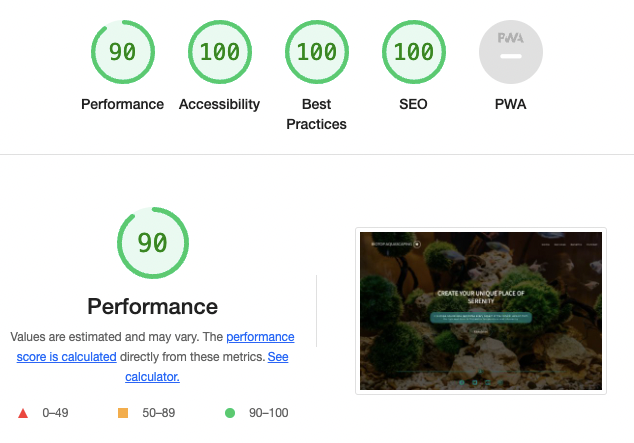 90
100
100
100
PWA
Performance
Accessibility
Best
Practices
SEO
PWA
90
Performance
Values are estimated and may vary. The performance
score is calculated directly from these metrics. See
calculator.
0–49
50–89
90–100
CREATE YOUR UNIQUE PLACE OF
SERENITY